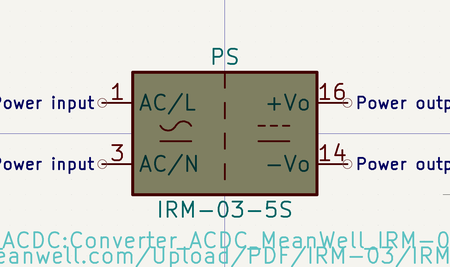 PS
Power input 1 AC/L +Vo 16 Power outp
Power input 3 AC/N −Vo 14 Power outp
IRM-03-5S
ACDC:Converter_ACDC_MeanWell_IRM-0
eanwell.com/Upload/PDF/IRM-03/IRM